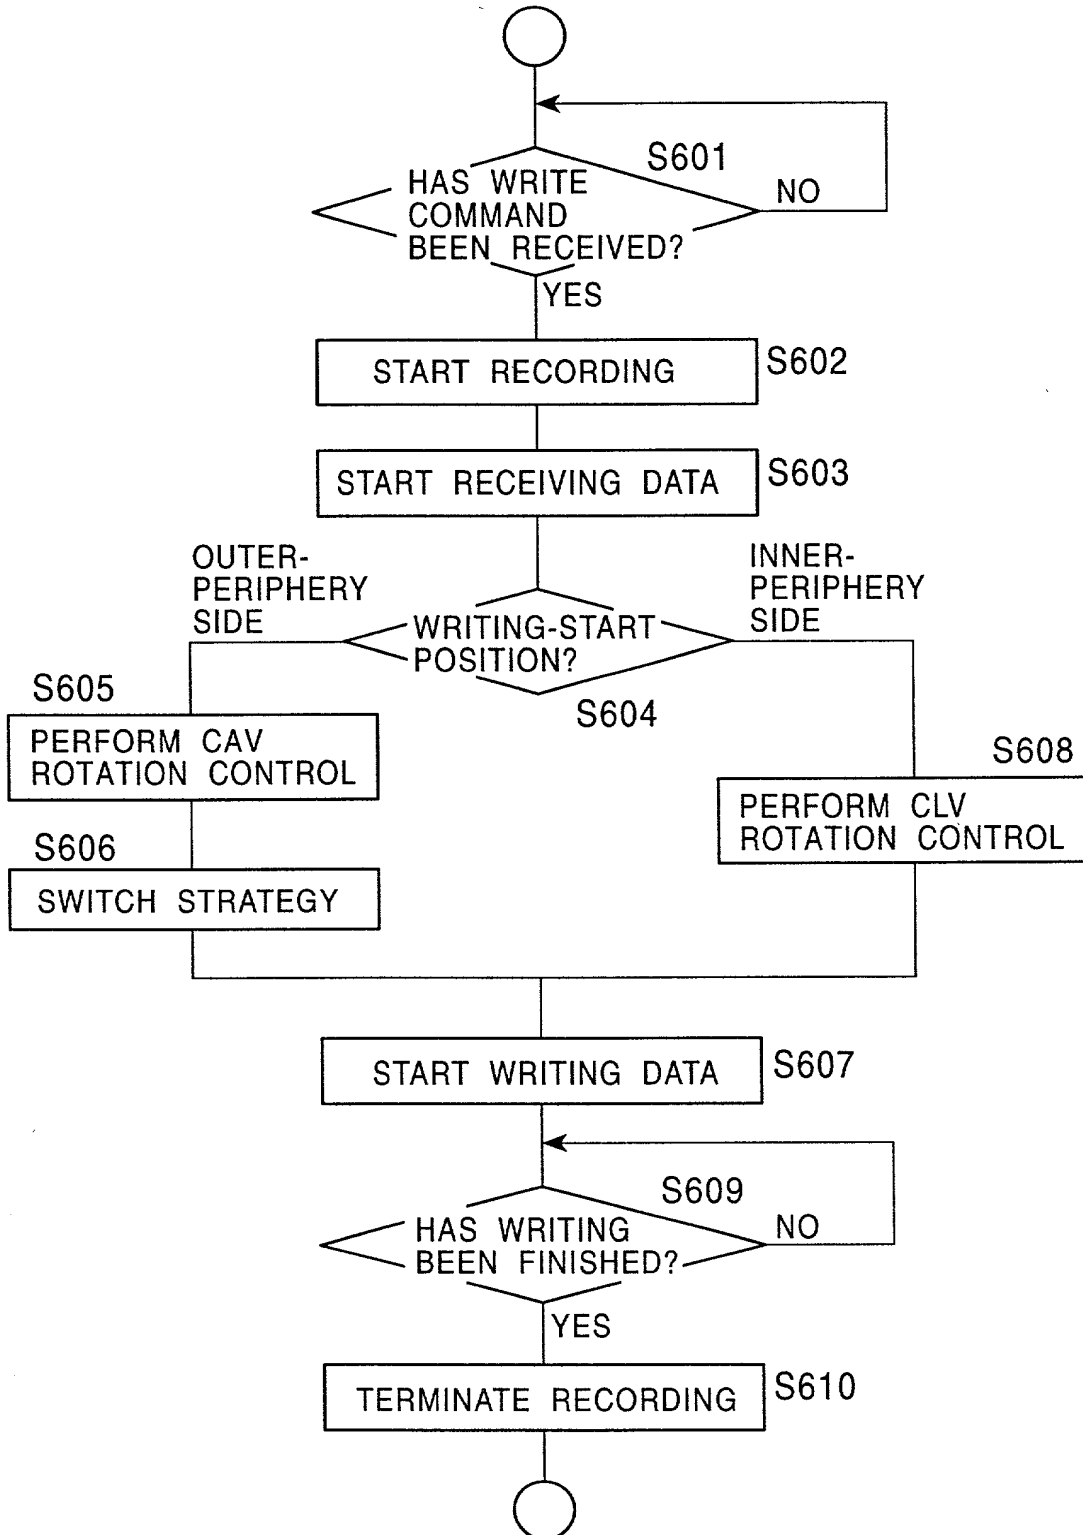 S601
HAS WRITE
COMMAND
BEEN RECEIVED?
NO
YES
START RECORDING
S602
START RECEIVING DATA
S603
OUTER-
PERIPHERY
SIDE
INNER-
PERIPHERY
SIDE
WRITING-START
POSITION?
S604
S605
PERFORM CAV
ROTATION CONTROL
S606
SWITCH STRATEGY
S608
PERFORM CLV
ROTATION CONTROL
START WRITING DATA
S607
S609
HAS WRITING
BEEN FINISHED?
NO
YES
TERMINATE RECORDING
S610